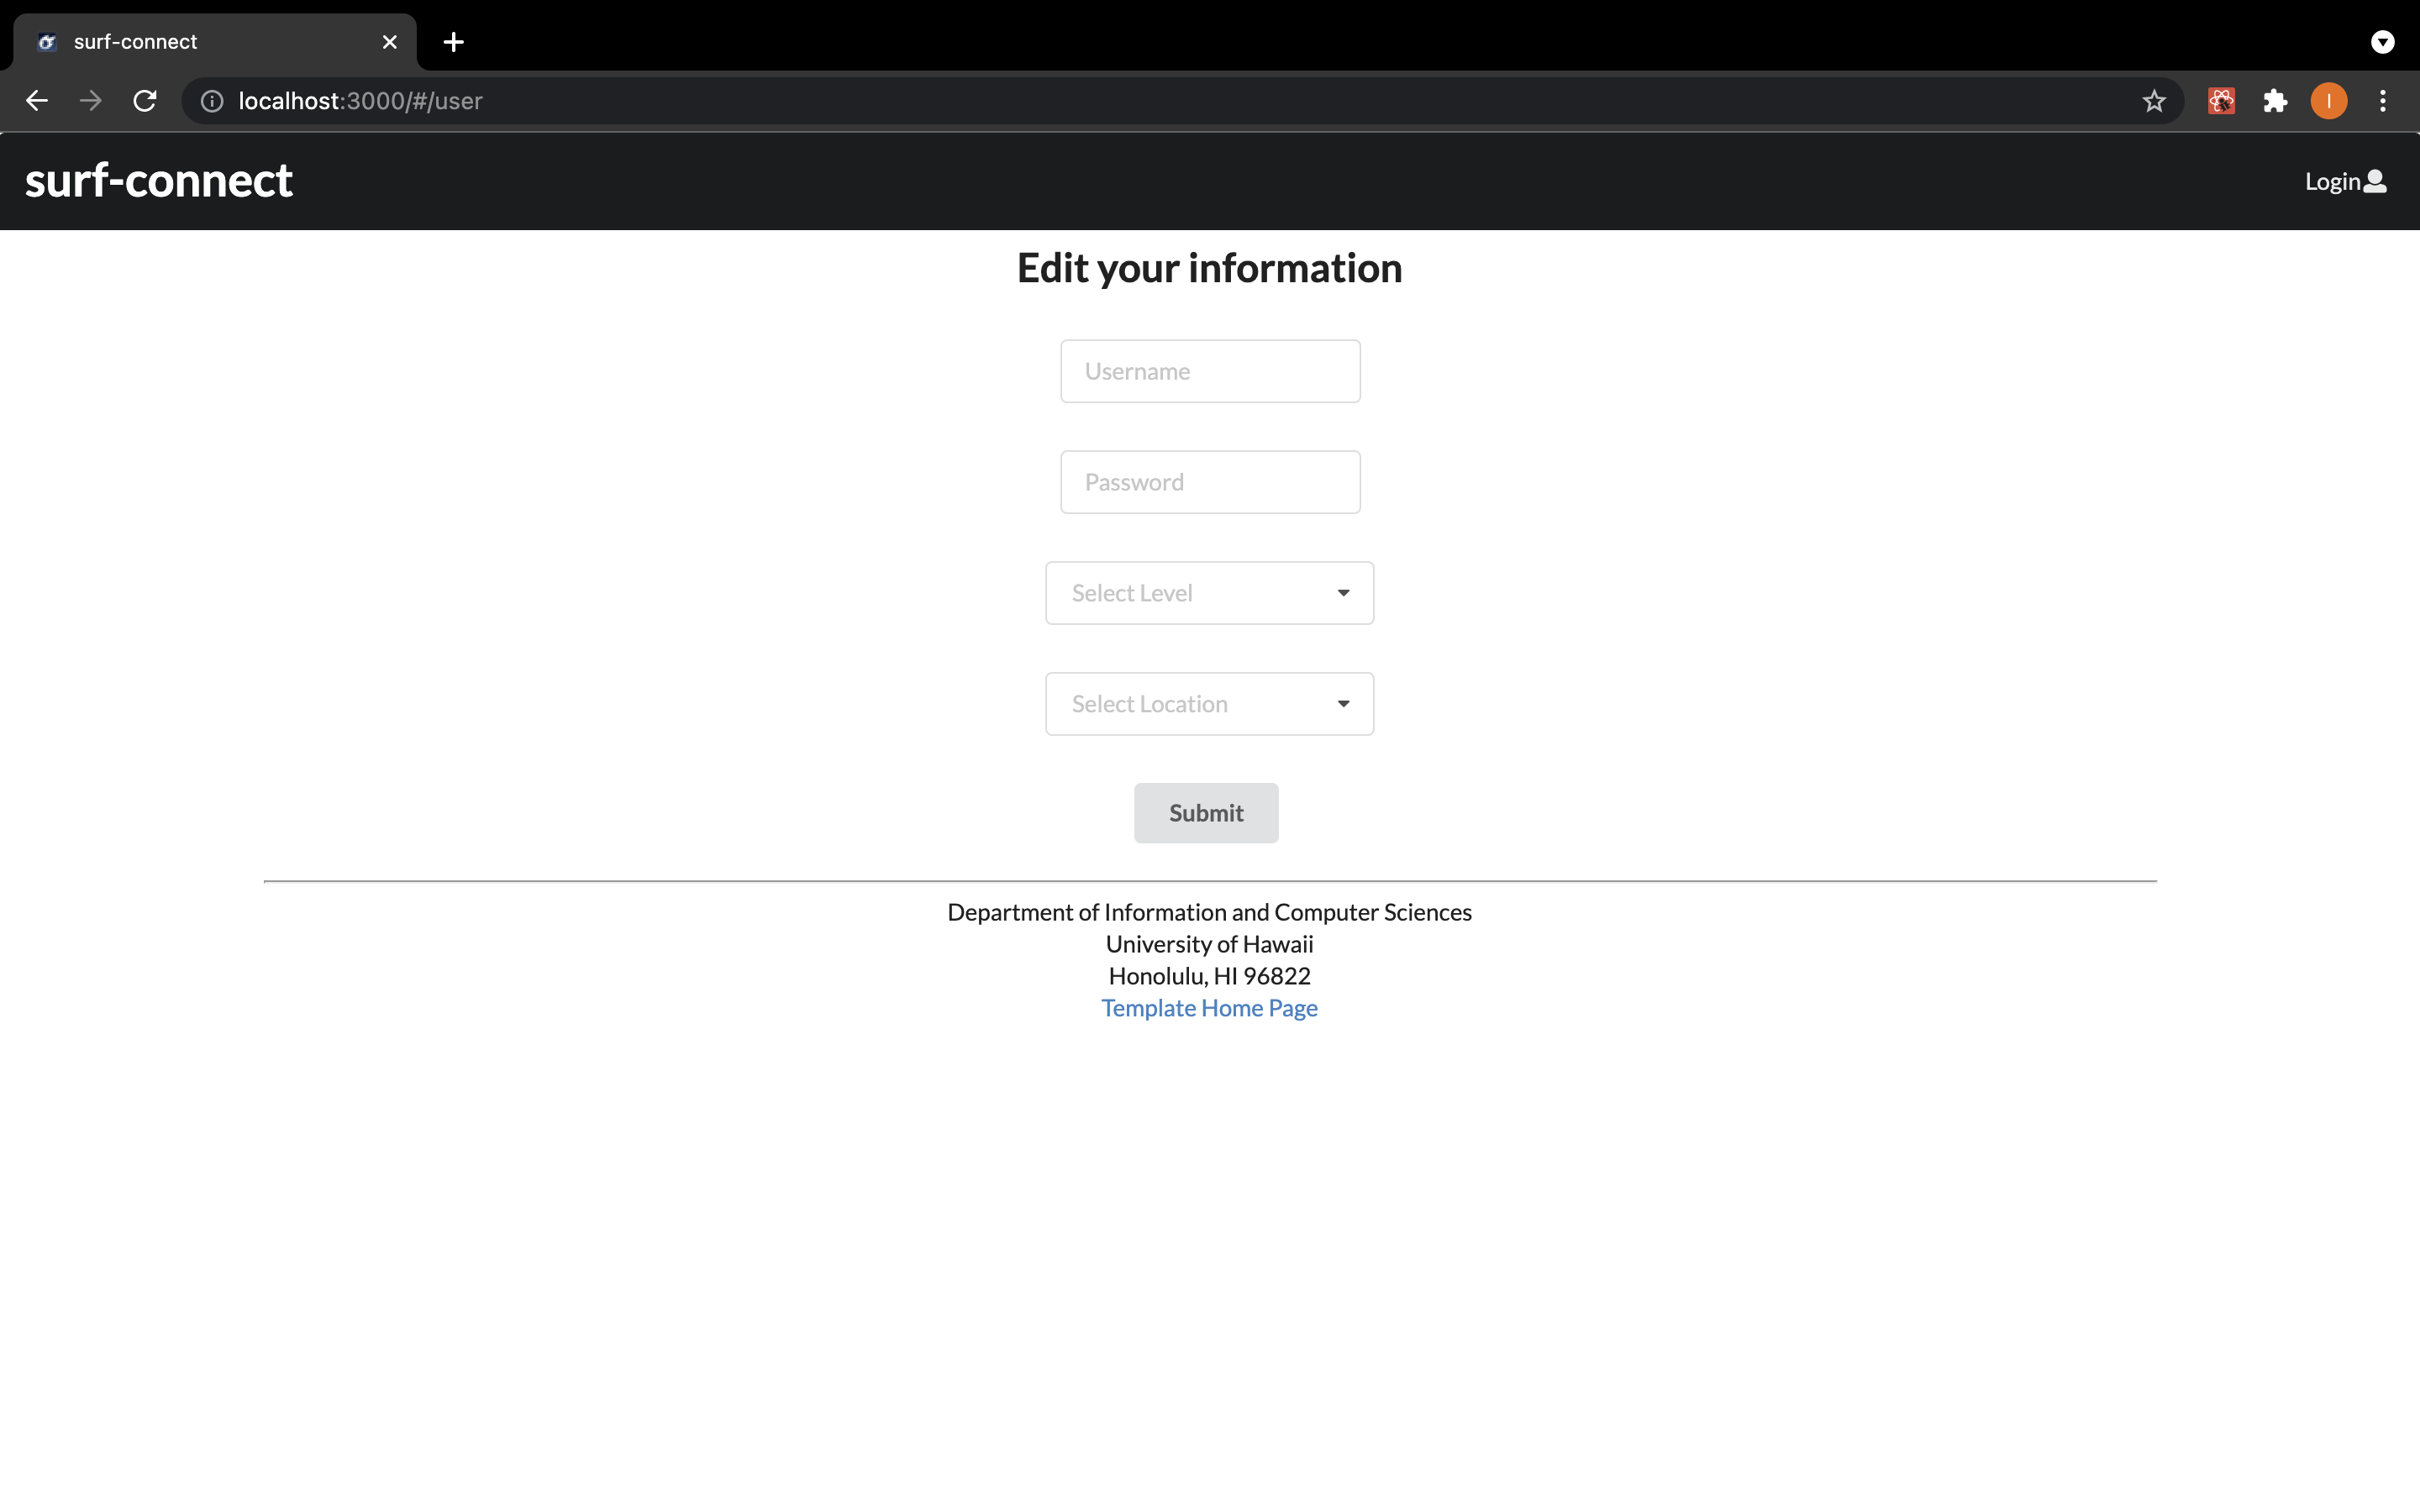 surf-connect
localhost:3000/#/user
I
surf-connect
Login
Edit your information
Username
Password
Select Level
Select Location
Submit
Department of Information and Computer Sciences
University of Hawaii
Honolulu, HI 96822
Template Home Page